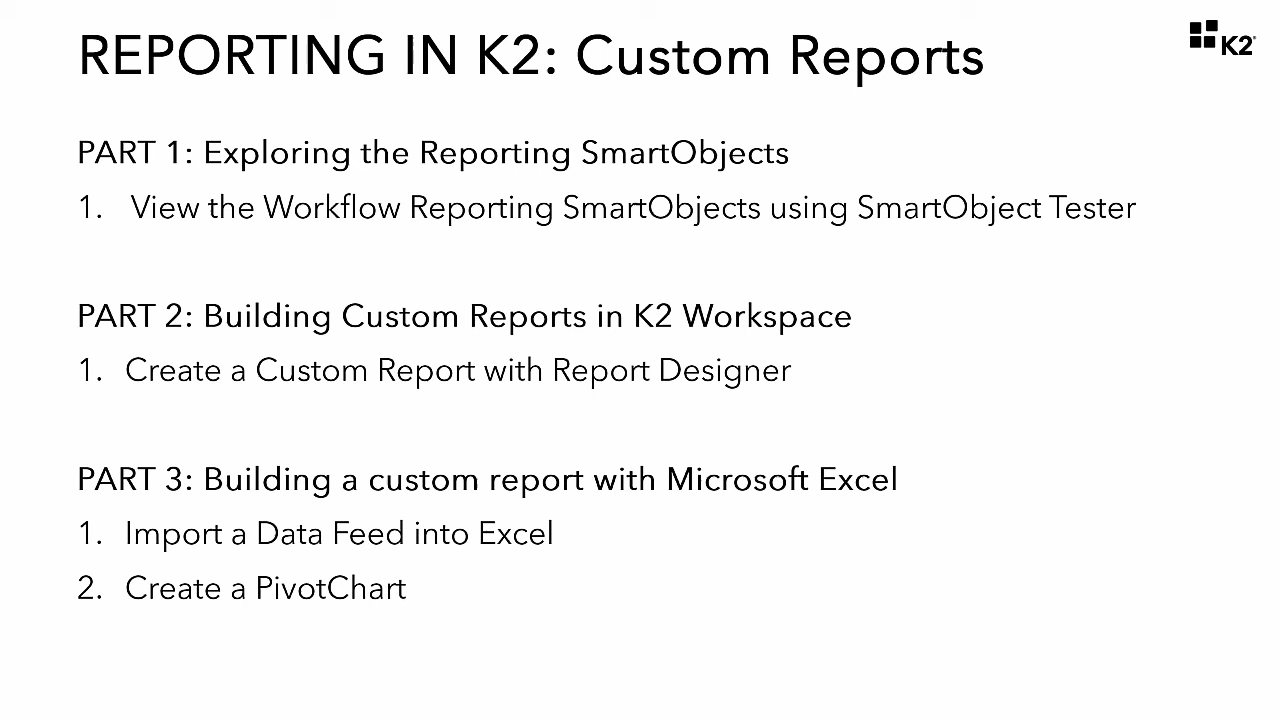 REPORTING IN K2: Custom Reports
K2
PART 1: Exploring the Reporting SmartObjects
1. View the Workflow Reporting SmartObjects using SmartObject Tester
PART 2: Building Custom Reports in K2 Workspace
1. Create a Custom Report with Report Designer
PART 3: Building a custom report with Microsoft Excel
1. Import a Data Feed into Excel
2. Create a PivotChart